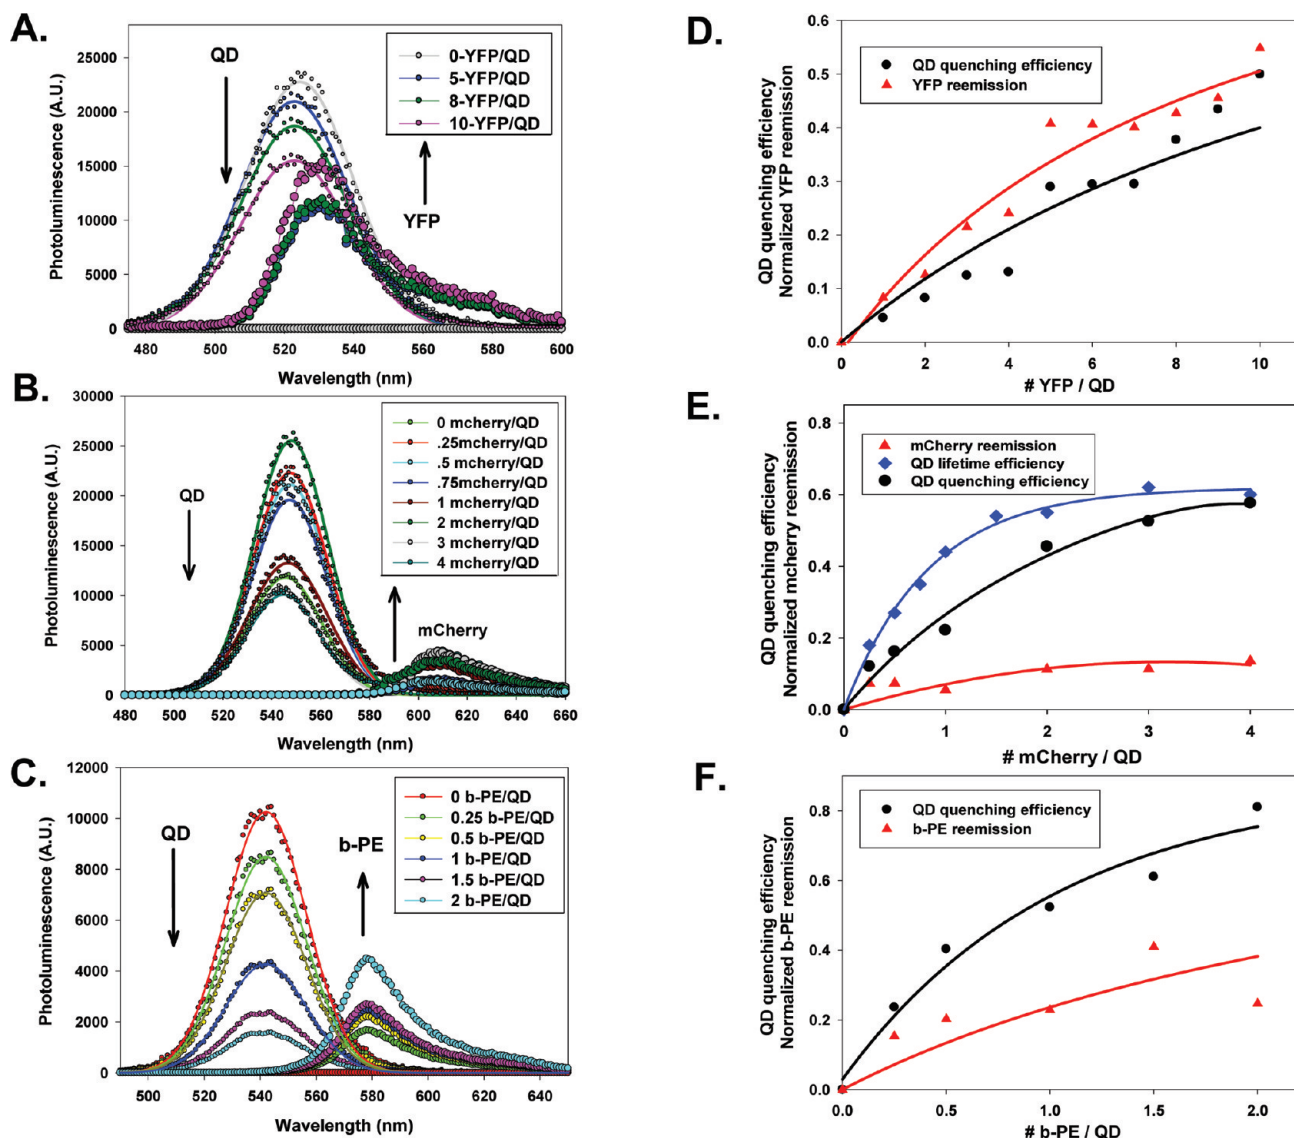 A.
QD
0-YFP/QD
5-YFP/QD
8-YFP/QD
10-YFP/QD
YFP
Photoluminescence (A.U.)
25000
20000
15000
10000
5000
0
480 500 520 540 560 580 600
Wavelength (nm)
B.
QD
0 mcherry/QD
.25mcherry/QD
.5 mcherry/QD
.75mcherry/QD
1 mcherry/QD
2 mcherry/QD
3 mcherry/QD
4 mcherry/QD
mCherry
Photoluminescence (A.U.)
30000
25000
20000
15000
10000
5000
0
480 500 520 540 560 580 600 620 640 660
Wavelength (nm)
C.
QD
b-PE
0 b-PE/QD
0.25 b-PE/QD
0.5 b-PE/QD
1 b-PE/QD
1.5 b-PE/QD
2 b-PE/QD
Photoluminescence (A.U.)
12000
10000
8000
6000
4000
2000
0
500 520 540 560 580 600 620 640
Wavelength (nm)
D.
QD quenching efficiency
YFP reemission
QD quenching efficiency
Normalized YFP reemission
0.6
0.5
0.4
0.3
0.2
0.1
0.0
0 2 4 6 8 10
# YFP / QD
E.
mCherry reemission
QD lifetime efficiency
QD quenching efficiency
QD quenching efficiency
Normalized mcherry reemission
0.8
0.6
0.4
0.2
0.0
0 1 2 3 4
# mCherry / QD
F.
QD quenching efficiency
b-PE reemission
QD quenching efficiency
Normalized b-PE reemission
0.8
0.6
0.4
0.2
0.0
0.0 0.5 1.0 1.5 2.0
# b-PE / QD